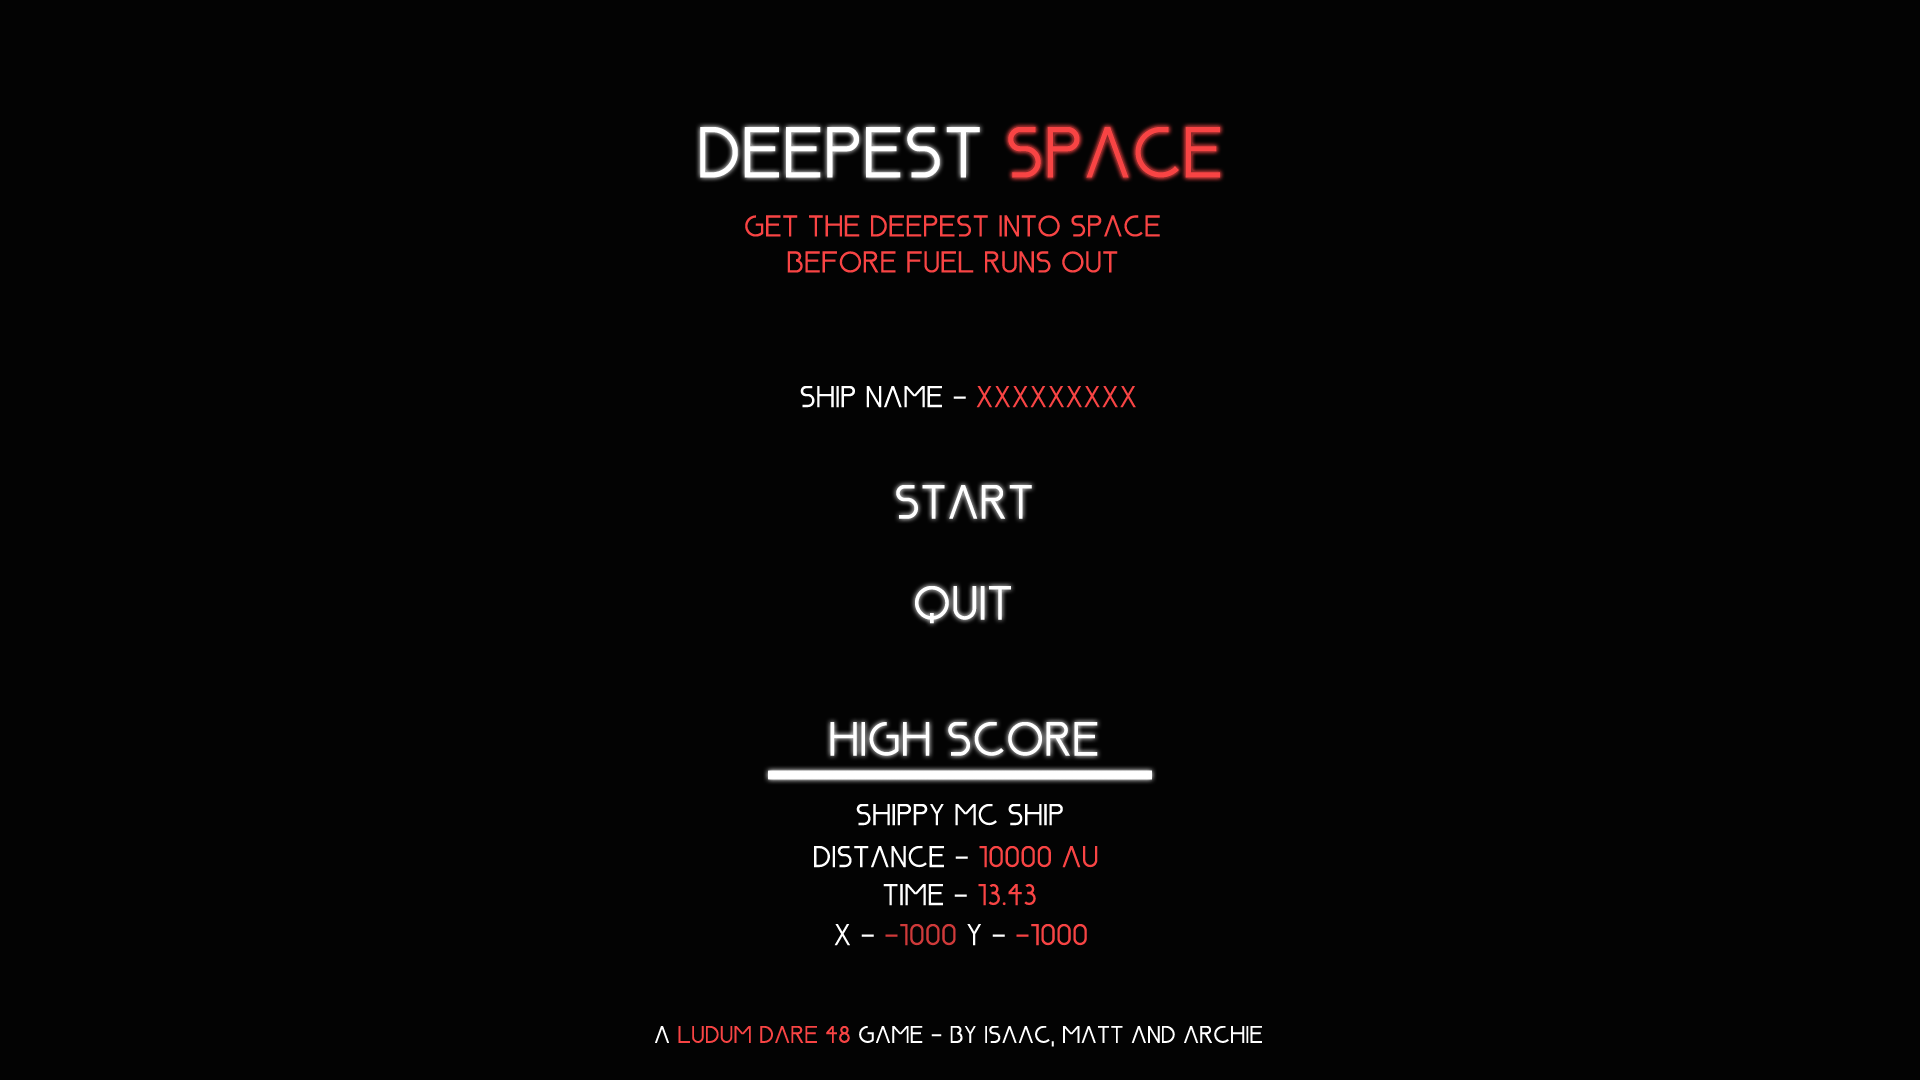 DEEPEST SPACE
GET THE DEEPEST INTO SPACE
BEFORE FUEL RUNS OUT
SHIP NAME - XXXXXXXXX
START
QUIT
HIGH SCORE
SHIPPY MC SHIP
DISTANCE - 10000 AU
TIME - 13.43
X - -1000 Y - -1000
A LUDUM DARE 48 GAME - BY ISAAC, MATT AND ARCHIE